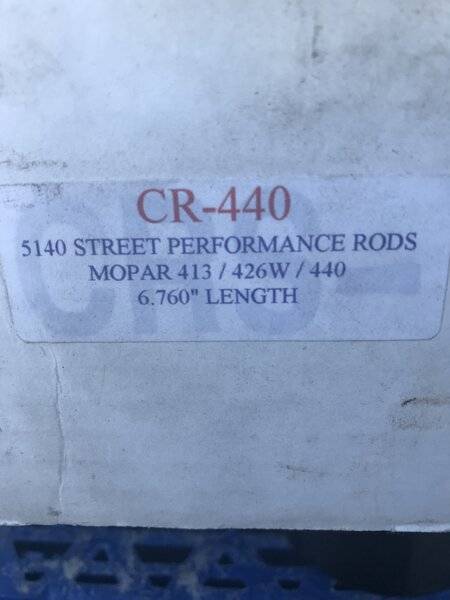 CR-440
5140 STREET PERFORMANCE RODS
MOPAR 413 / 426W / 440
6.760" LENGTH